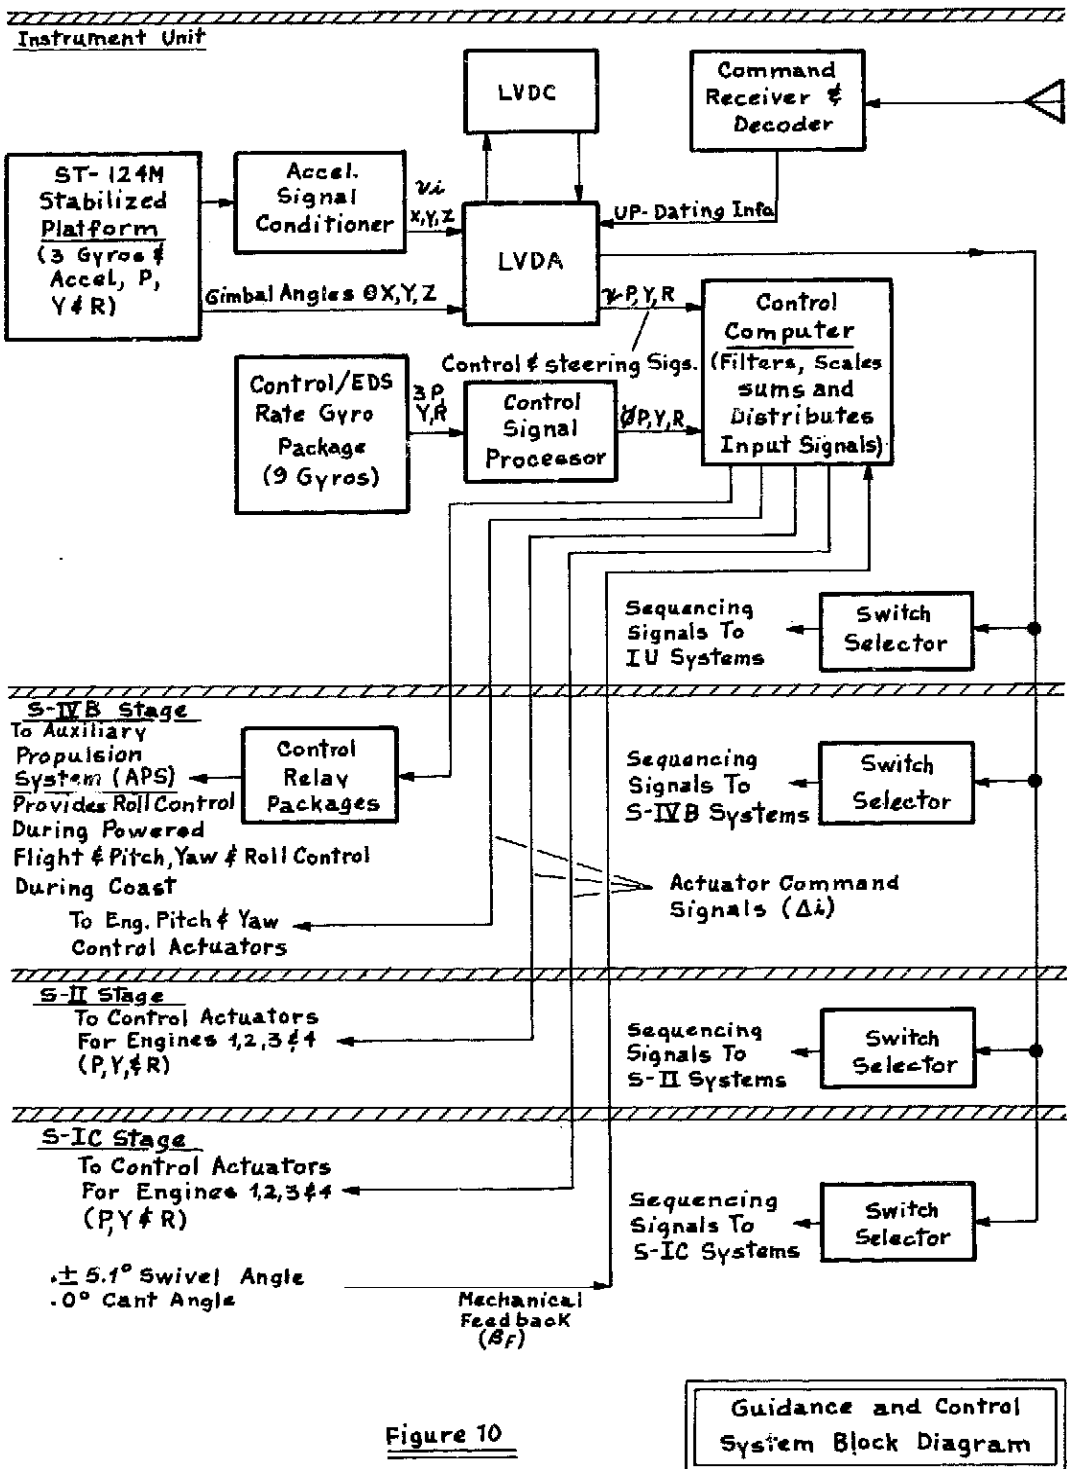 Instrument Unit
LVDC
Command
Receiver &
Decoder
ST-124M
Stabilized
Platform
(3 Gyros &
Accel, P,
Y & R)
Accel.
Signal
Conditioner
vi
X,Y,Z
UP-Dating Info
LVDA
Gimbal Angles θX,Y,Z
P,Y,R
Control & steering Sigs.
Control
Computer
(Filters, Scales
sums and
Distributes
Input Signals)
Control/EDS
Rate Gyro
Package
(9 Gyros)
3 P
Y,R
Control
Signal
Processor
P,Y,R
Sequencing
Signals To
IU Systems
Switch
Selector
S-IVB Stage
To Auxiliary
Propulsion
System (APS)
Provides Roll Control
During Powered
Flight & Pitch, Yaw & Roll Control
During Coast
Control
Relay
Packages
Sequencing
Signals To
S-IVB Systems
Switch
Selector
Actuator Command
Signals (Δi)
To Eng. Pitch & Yaw
Control Actuators
S-II Stage
To Control Actuators
For Engines 1,2,3 & 4
(P,Y,& R)
Sequencing
Signals To
S-II Systems
Switch
Selector
S-IC Stage
To Control Actuators
For Engines 1,2,3 & 4
(P,Y & R)
Sequencing
Signals To
S-IC Systems
Switch
Selector
.± 5.1° Swivel Angle
.0° Cant Angle
Mechanical
Feedback
(βF)
Figure 10
Guidance and Control
System Block Diagram